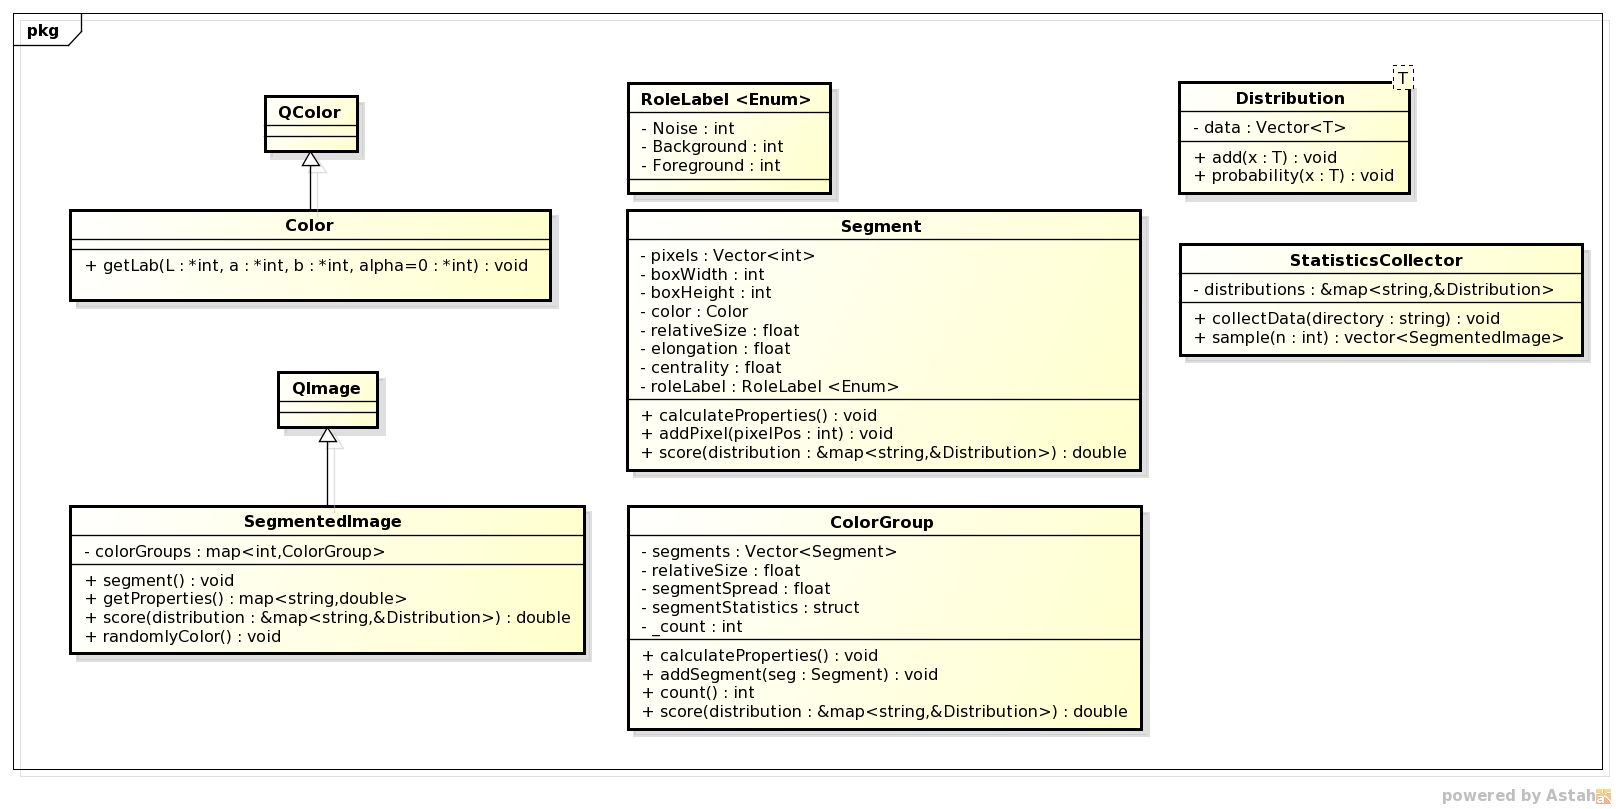 pkg
QColor
Color
+ getLab(L : *int, a : *int, b : *int, alpha=0 : *int) : void
QImage
SegmentedImage
- colorGroups : map<int,ColorGroup>
+ segment() : void
+ getProperties() : map<string,double>
+ score(distribution : &map<string,&Distribution>) : double
+ randomlyColor() : void
RoleLabel <Enum>
- Noise : int
- Background : int
- Foreground : int
Segment
- pixels : Vector<int>
- boxWidth : int
- boxHeight : int
- color : Color
- relativeSize : float
- elongation : float
- centrality : float
- roleLabel : RoleLabel <Enum>
+ calculateProperties() : void
+ addPixel(pixelPos : int) : void
+ score(distribution : &map<string,&Distribution>) : double
ColorGroup
- segments : Vector<Segment>
- relativeSize : float
- segmentSpread : float
- segmentStatistics : struct
- _count : int
+ calculateProperties() : void
+ addSegment(seg : Segment) : void
+ count() : int
+ score(distribution : &map<string,&Distribution>) : double
T
Distribution
- data : Vector<T>
+ add(x : T) : void
+ probability(x : T) : void
StatisticsCollector
- distributions : &map<string,&Distribution>
+ collectData(directory : string) : void
+ sample(n : int) : vector<SegmentedImage>
powered by Astah